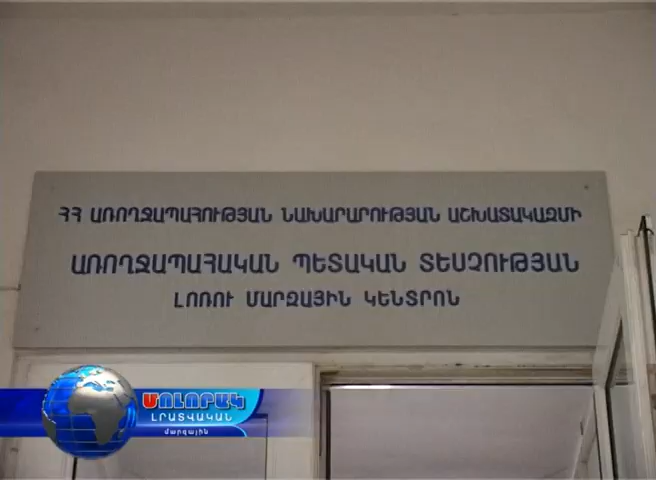 ՀՀ ԱՌՈՂՋԱՊԱՀՈՒԹՅԱՆ ՆԱԽԱՐԱՐՈՒԹՅԱՆ ԱՇԽԱՏԱԿԱԶՄԻ
ԱՌՈՂՋԱՊԱՀԱԿԱՆ ՊԵՏԱԿԱՆ ՏԵՍՉՈՒԹՅԱՆ
ԼՈՌՈՒ ՄԱՐԶԱՅԻՆ ԿԵՆՏՐՈՆ
ՄՈԼՈՐԱԿ
ԼՐԱՏՎԱԿԱՆ
մարզային